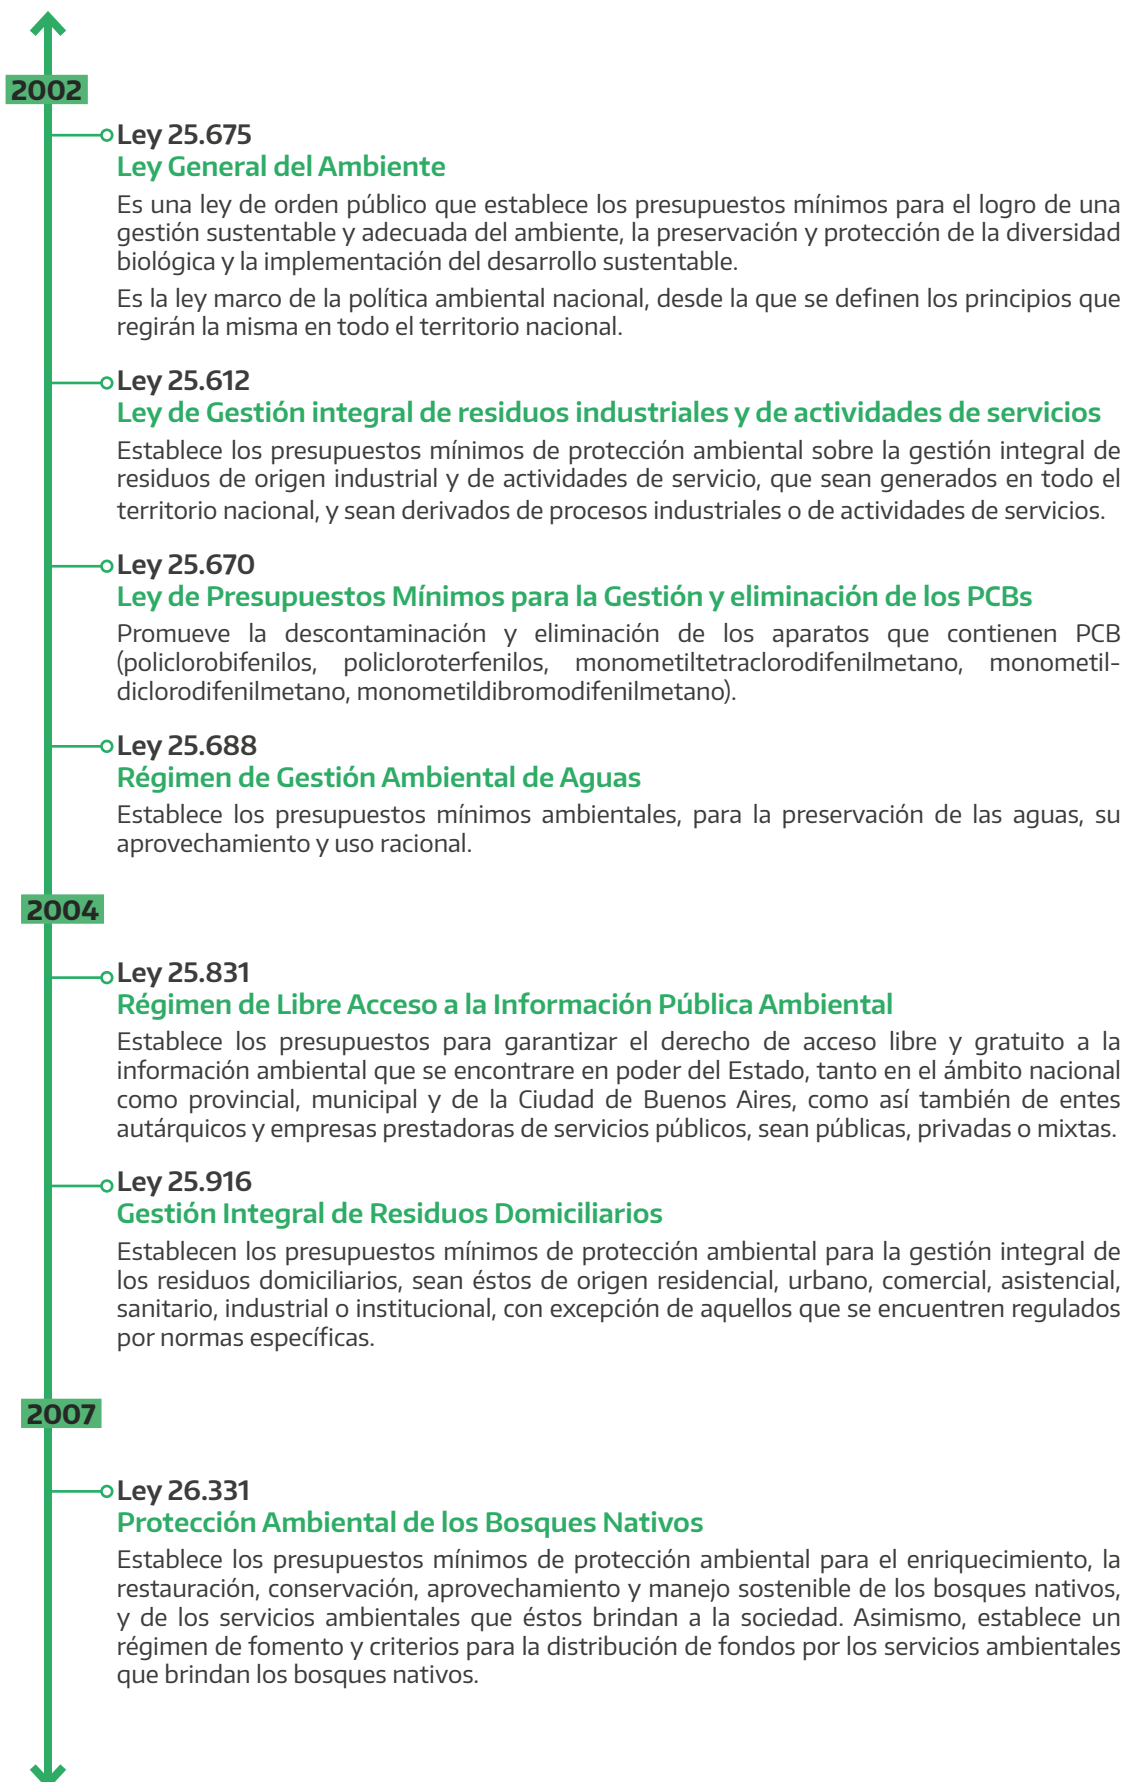 2002
Ley 25.675
Ley General del Ambiente
Es una ley de orden público que establece los presupuestos mínimos para el logro de una
gestión sustentable y adecuada del ambiente, la preservación y protección de la diversidad
biológica y la implementación del desarrollo sustentable.
Es la ley marco de la política ambiental nacional, desde la que se definen los principios que
regirán la misma en todo el territorio nacional.
Ley 25.612
Ley de Gestión integral de residuos industriales y de actividades de servicios
Establece los presupuestos mínimos de protección ambiental sobre la gestión integral de
residuos de origen industrial y de actividades de servicio, que sean generados en todo el
territorio nacional, y sean derivados de procesos industriales o de actividades de servicios.
Ley 25.670
Ley de Presupuestos Mínimos para la Gestión y eliminación de los PCBs
Promueve la descontaminación y eliminación de los aparatos que contienen PCB
(policlorobifenilos, policloroterfenilos, monometiltetraclorodifenilmetano, monometil-
diclorodifenilmetano, monometildibromodifenilmetano).
Ley 25.688
Régimen de Gestión Ambiental de Aguas
Establece los presupuestos mínimos ambientales, para la preservación de las aguas, su
aprovechamiento y uso racional.
2004
Ley 25.831
Régimen de Libre Acceso a la Información Pública Ambiental
Establece los presupuestos para garantizar el derecho de acceso libre y gratuito a la
información ambiental que se encontrare en poder del Estado, tanto en el ámbito nacional
como provincial, municipal y de la Ciudad de Buenos Aires, como así también de entes
autárquicos y empresas prestadoras de servicios públicos, sean públicas, privadas o mixtas.
Ley 25.916
Gestión Integral de Residuos Domiciliarios
Establecen los presupuestos mínimos de protección ambiental para la gestión integral de
los residuos domiciliarios, sean éstos de origen residencial, urbano, comercial, asistencial,
sanitario, industrial o institucional, con excepción de aquellos que se encuentren regulados
por normas específicas.
2007
Ley 26.331
Protección Ambiental de los Bosques Nativos
Establece los presupuestos mínimos de protección ambiental para el enriquecimiento, la
restauración, conservación, aprovechamiento y manejo sostenible de los bosques nativos,
y de los servicios ambientales que éstos brindan a la sociedad. Asimismo, establece un
régimen de fomento y criterios para la distribución de fondos por los servicios ambientales
que brindan los bosques nativos.